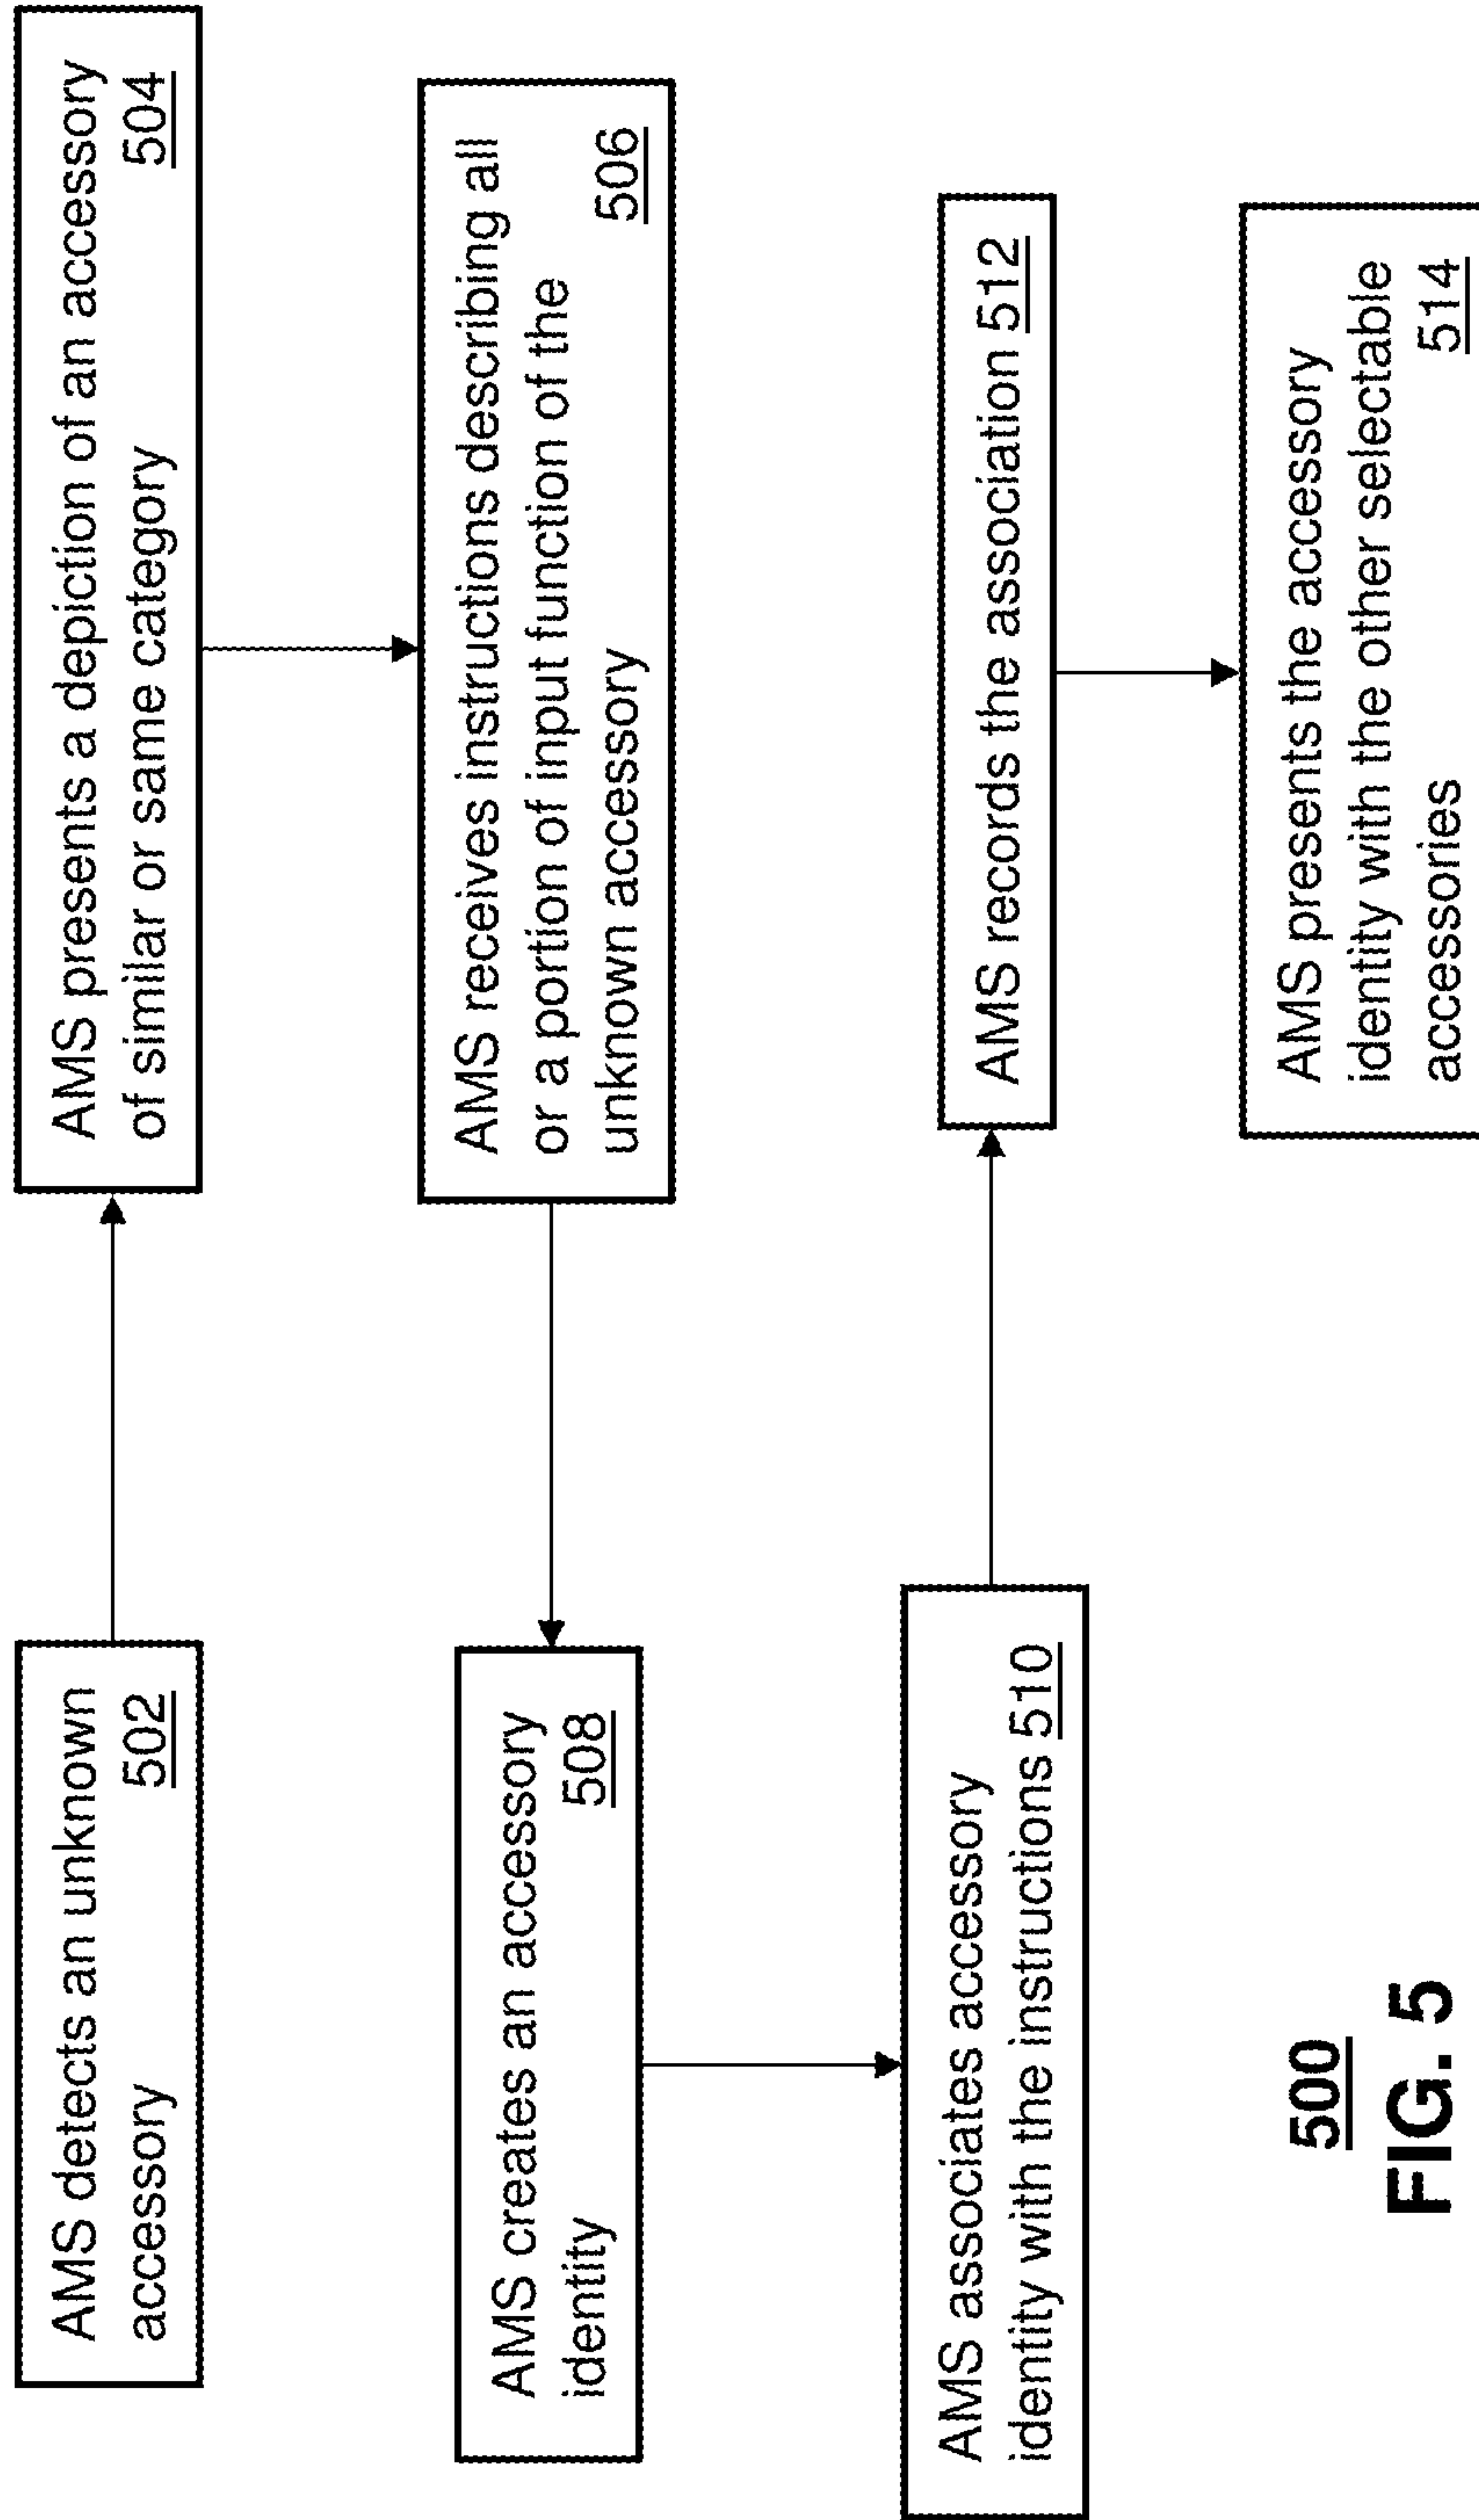 AMS detects an unknown
accessory 502
AMS presents a depiction of an accessory
of similar or same category 504
AMS receives instructions describing all
or a portion of input function of the
unknown accessory 506
AMS creates an accessory
identity 508
AMS associates accessory
identity with the instructions 510
AMS records the association 512
AMS presents the accessory
identity with the other selectable
accessories 514
500
FIG. 5